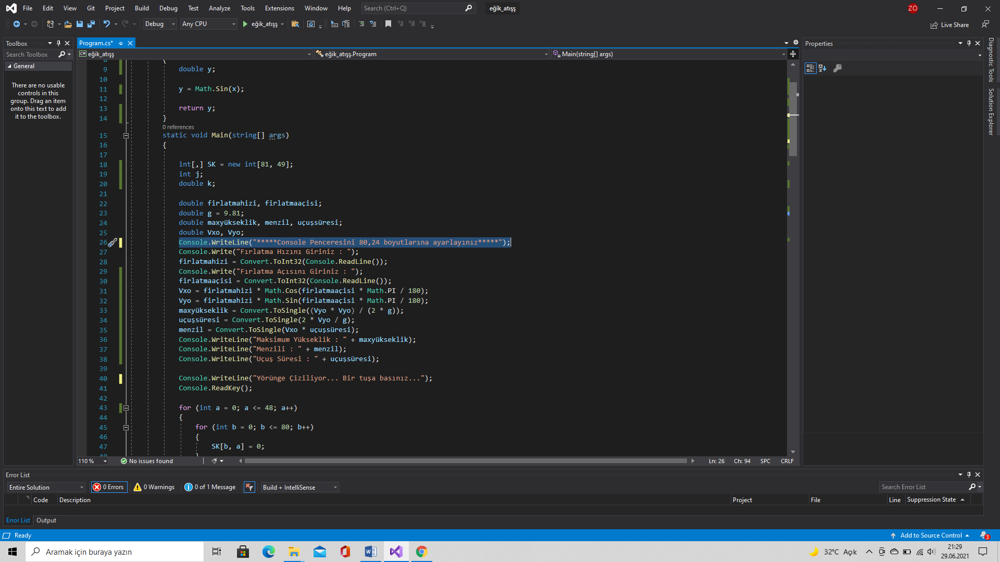 File Edit View Git Project Build Debug Test Analyze Tools Extensions Window Help Search (Ctrl+Q) eğik_atışş ZÖ
Debug Any CPU eğik_atışş Live Share
Toolbox
Search Toolbox
General
There are no usable
controls in this
group. Drag an item
onto this text to add
it to the toolbox.
Program.cs*
C# eğik_atışş eğik_atışş.Program Main(string[] args)
8 {
9 double y;
10
11 y = Math.Sin(x);
12
13 return y;
14 }
0 references
15 static void Main(string[] args)
16 {
17
18 int[,] SK = new int[81, 49];
19 int j;
20 double k;
21
22 double firlatmahizi, firlatmaaçisi;
23 double g = 9.81;
24 double maxyükseklik, menzil, uçuşsüresi;
25 double Vxo, Vyo;
26 Console.WriteLine("*****Console Penceresini 80,24 boyutlarına ayarlayınız*****");
27 Console.Write("Fırlatma Hızını Giriniz : ");
28 firlatmahizi = Convert.ToInt32(Console.ReadLine());
29 Console.Write("Fırlatma Açısını Giriniz : ");
30 firlatmaaçisi = Convert.ToInt32(Console.ReadLine());
31 Vxo = firlatmahizi * Math.Cos(firlatmaaçisi * Math.PI / 180);
32 Vyo = firlatmahizi * Math.Sin(firlatmaaçisi * Math.PI / 180);
33 maxyükseklik = Convert.ToSingle((Vyo * Vyo) / (2 * g));
34 uçuşsüresi = Convert.ToSingle(2 * Vyo / g);
35 menzil = Convert.ToSingle(Vxo * uçuşsüresi);
36 Console.WriteLine("Maksimum Yükseklik : " + maxyükseklik);
37 Console.WriteLine("Menzili : " + menzil);
38 Console.WriteLine("Uçuş Süresi : " + uçuşsüresi);
39
40 Console.WriteLine("Yörünge Çiziliyor... Bir tuşa basınız...");
41 Console.ReadKey();
42
43 for (int a = 0; a <= 48; a++)
44 {
45 for (int b = 0; b <= 80; b++)
46 {
47 SK[b, a] = 0;
48 }
110 % No issues found Ln: 26 Ch: 94 SPC CRLF
Properties
Diagnostic Tools
Solution Explorer
Error List
Entire Solution 0 Errors 0 Warnings 0 of 1 Message Build + IntelliSense Search Error List
Code Description Project File Line Suppression State
Error List Output
Ready Add to Source Control 3
Aramak için buraya yazın 32°C Açık 21:29
29.06.2021